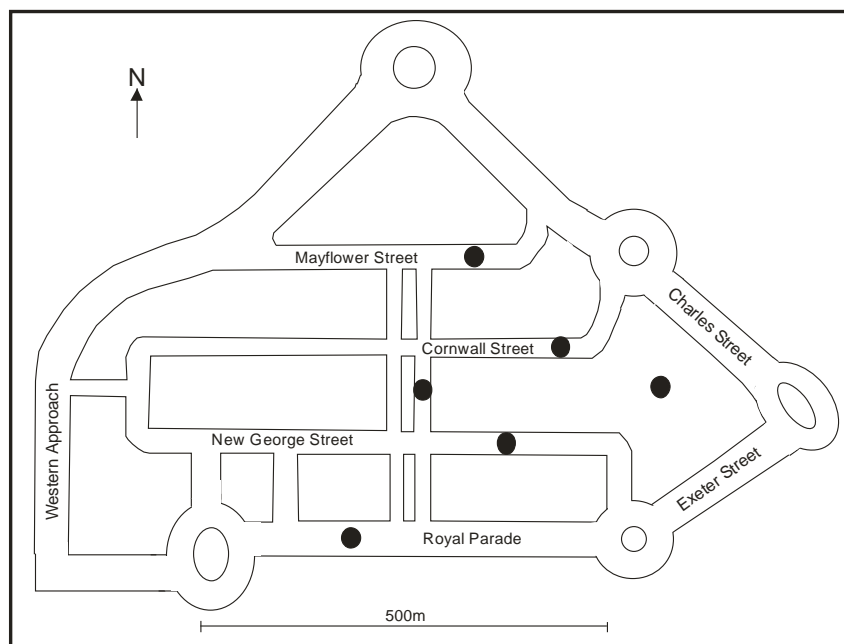 N
Mayflower Street
Charles Street
Cornwall Street
Western Approach
New George Street
Exeter Street
Royal Parade
500m